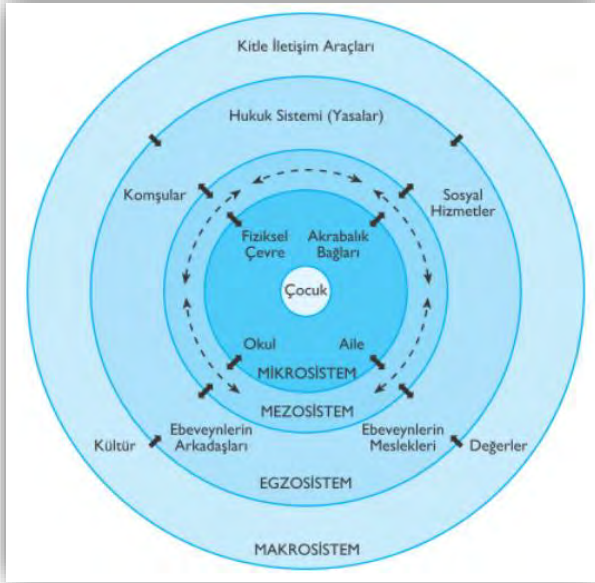 Kitle İletişim Araçları
Hukuk Sistemi (Yasalar)
Komşular
Sosyal
Hizmetler
Fiziksel
Çevre
Akrabalık
Bağları
Çocuk
Okul
Aile
MİKROSİSTEM
MEZOSİSTEM
Kültür
Ebeveynlerin
Arkadaşları
Ebeveynlerin
Meslekleri
Değerler
EGZOSİSTEM
MAKROSİSTEM